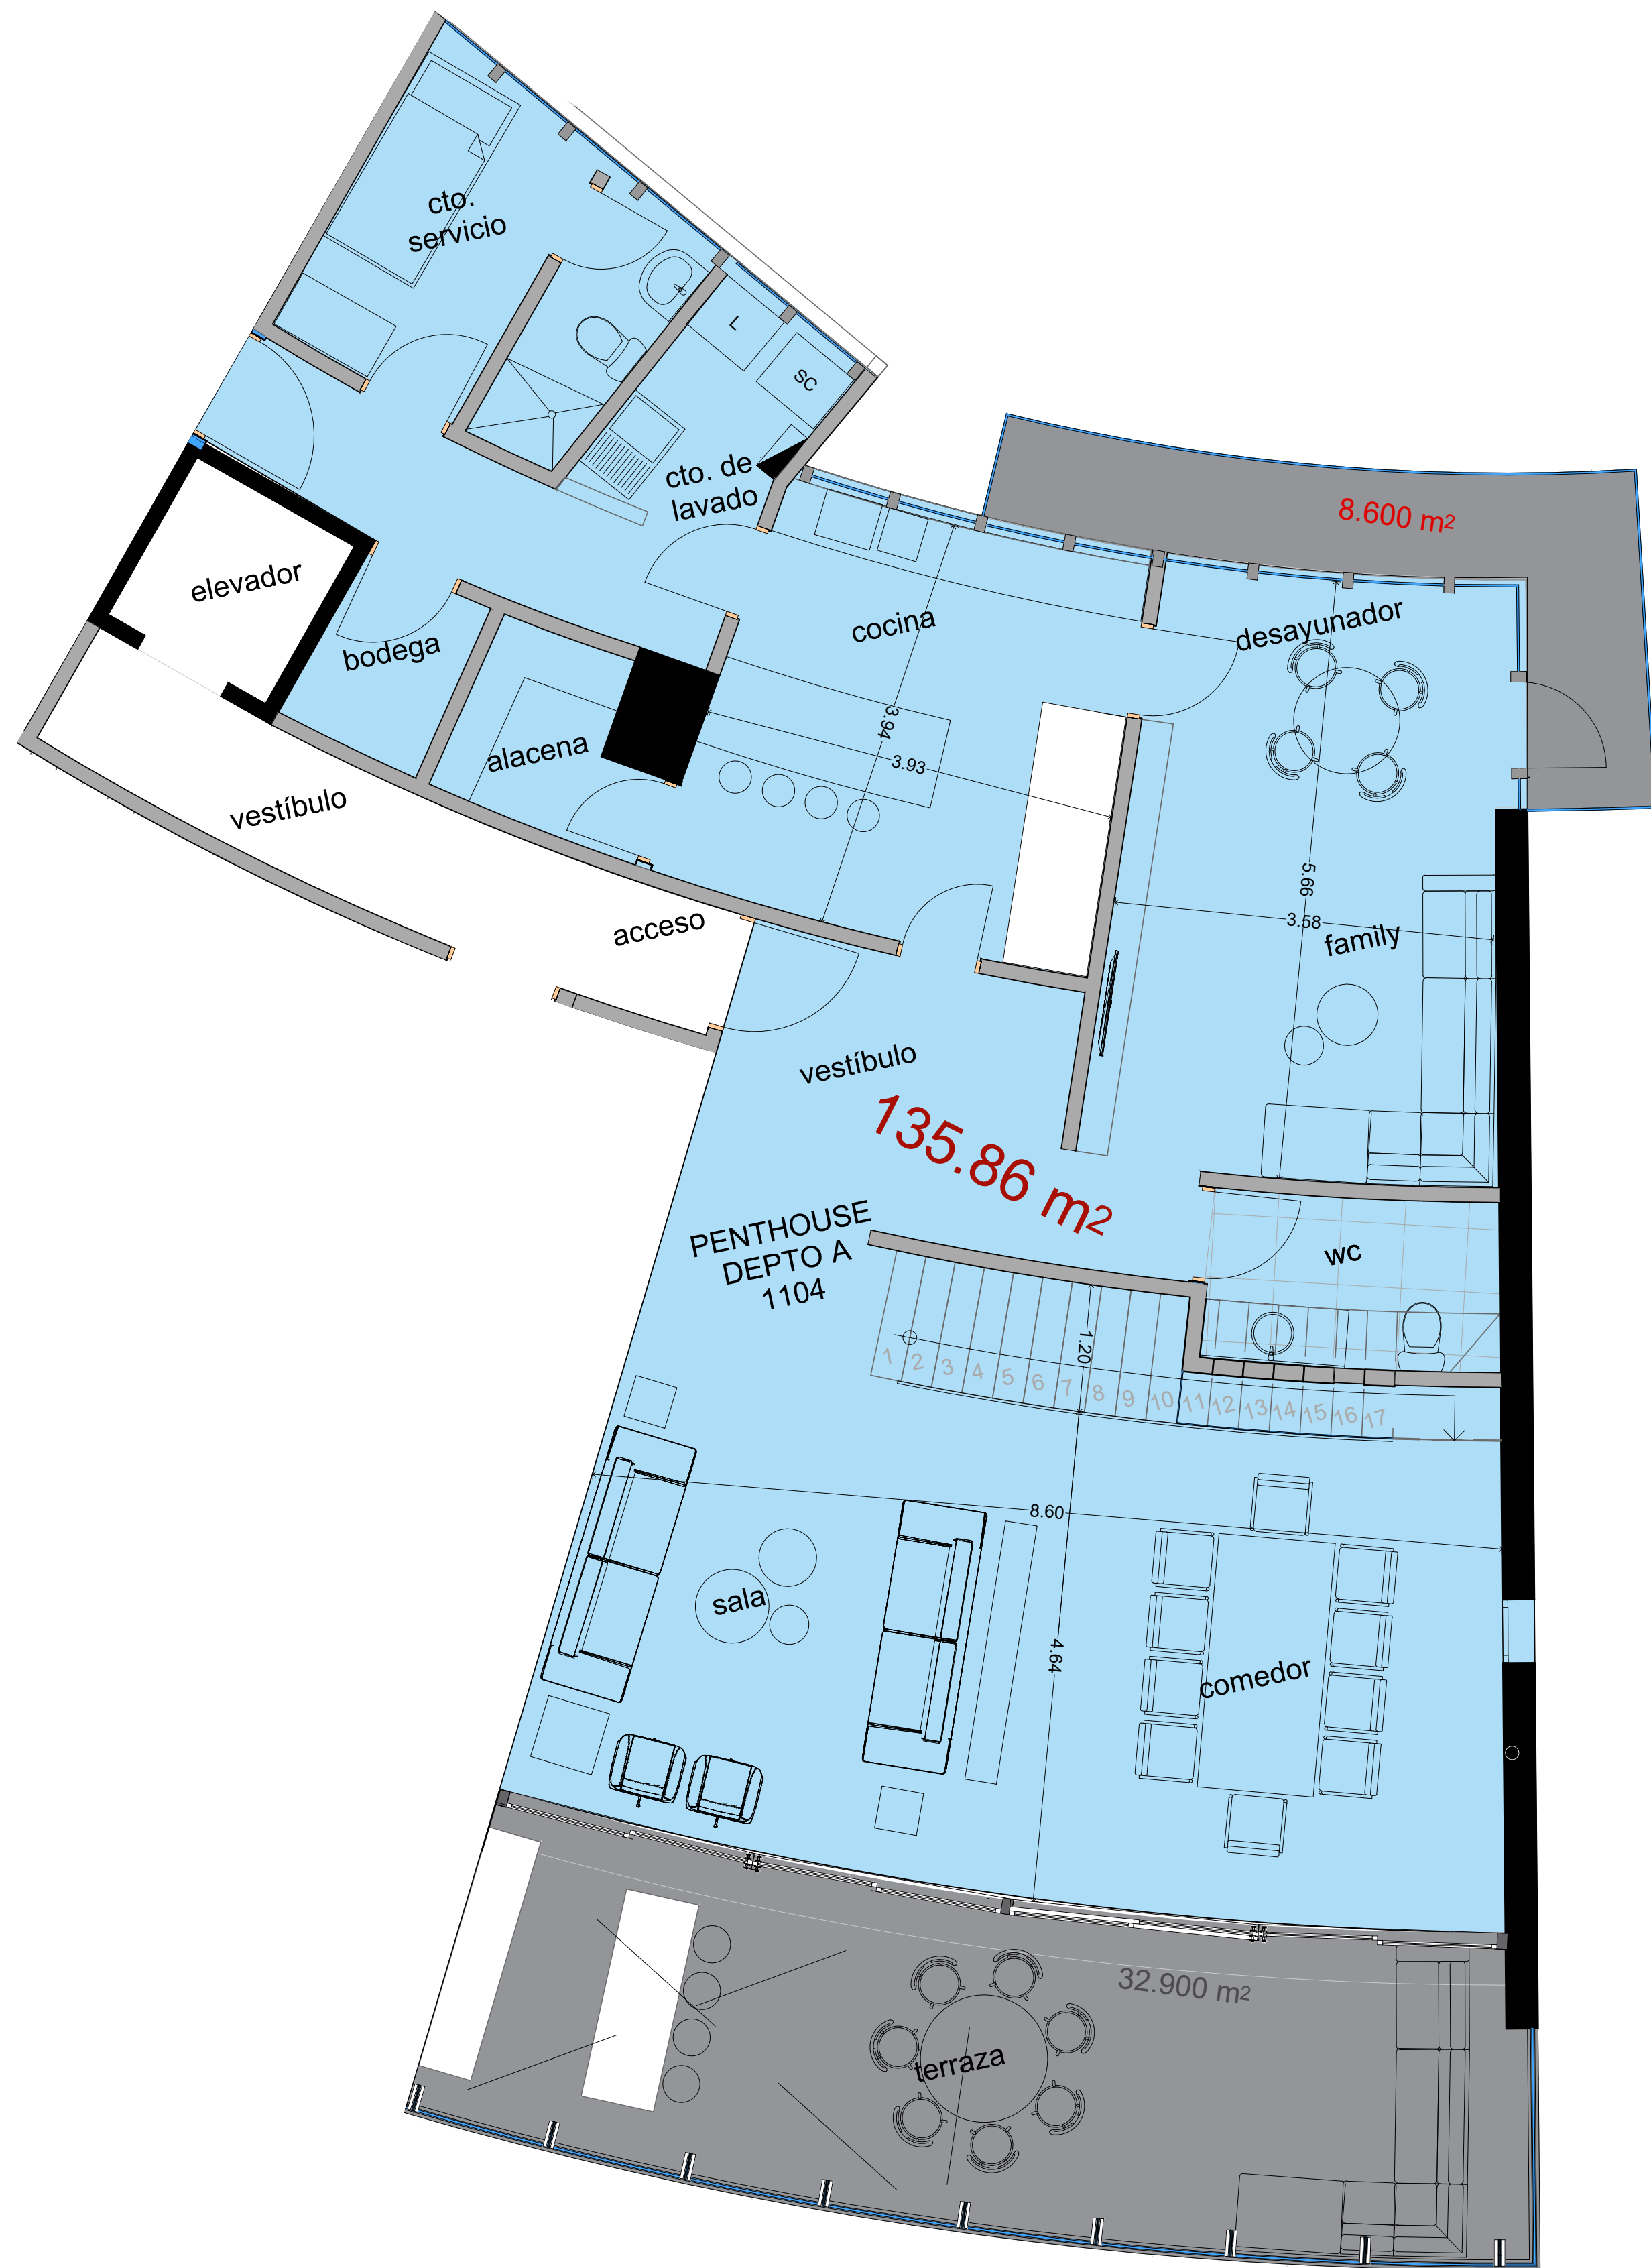 cto.
servicio
L
SC
cto. de
lavado
8.600 m2
elevador
bodega
cocina
desayunador
alacena
3.94
3.93
vestíbulo
acceso
5.66
3.58
family
vestíbulo
135.86 m2
PENTHOUSE
DEPTO A
1104
wc
1.20
1 2 3 4 5 6 7 8 9 10 11 12 13 14 15 16 17
8.60
sala
4.64
comedor
32.900 m2
terraza